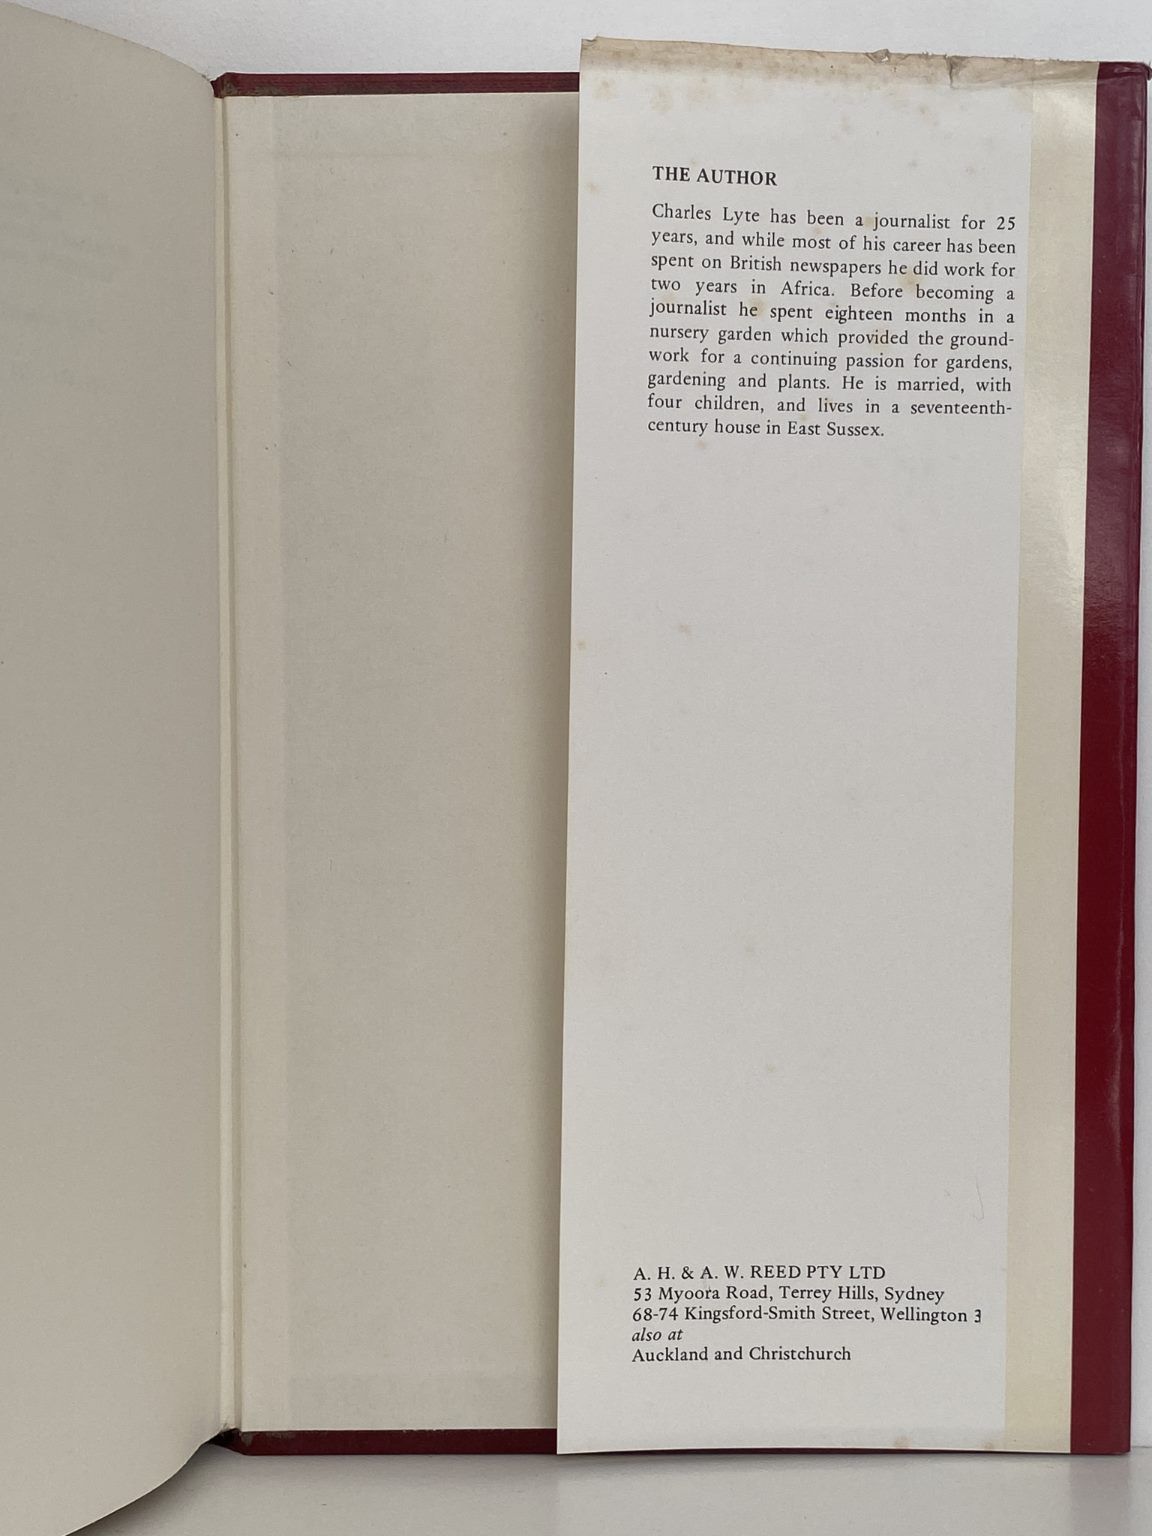 THE AUTHOR
Charles Lyte has been a journalist for 25
years, and while most of his career has been
spent on British newspapers he did work for
two years in Africa. Before becoming a
journalist he spent eighteen months in a
nursery garden which provided the ground-
work for a continuing passion for gardens,
gardening and plants. He is married, with
four children, and lives in a seventeenth-
century house in East Sussex.
A. H. & A. W. REED PTY LTD
53 Myoora Road, Terrey Hills, Sydney
68-74 Kingsford-Smith Street, Wellington 3
also at
Auckland and Christchurch